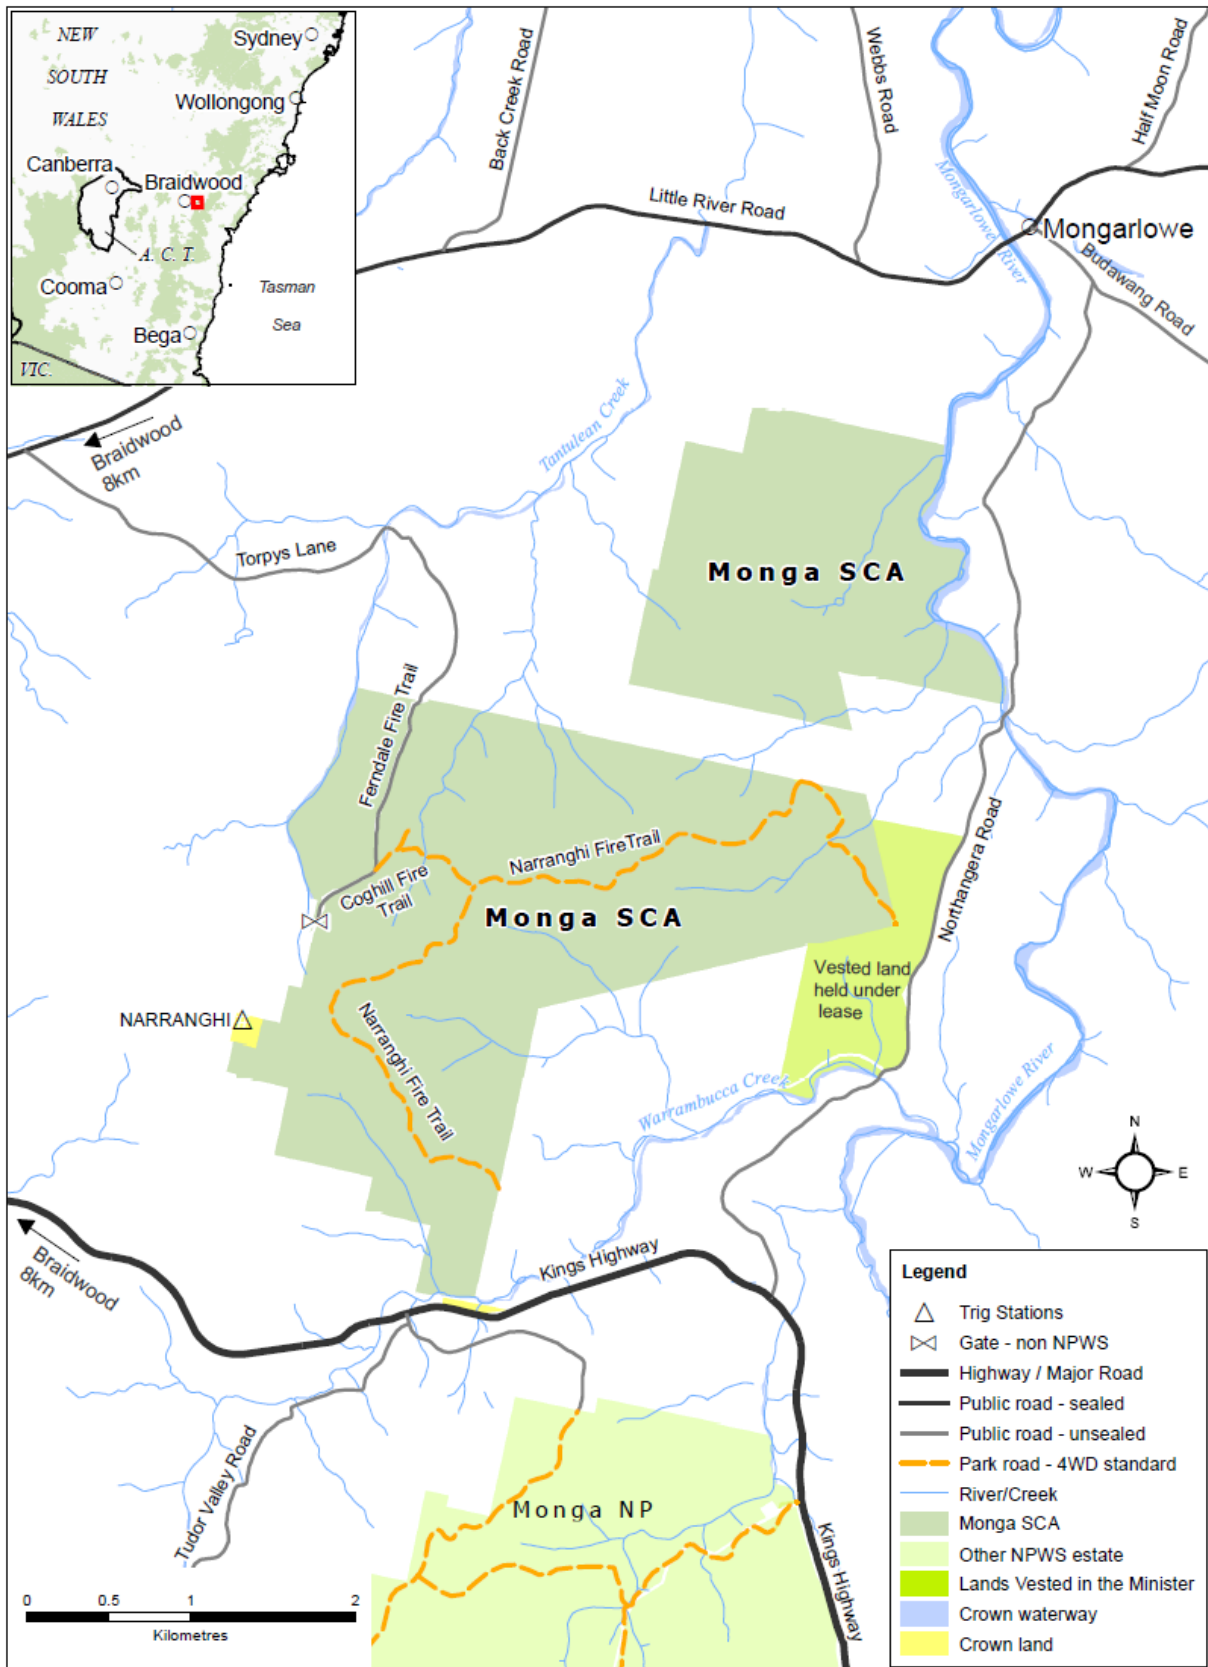 NEW
SOUTH
WALES
Sydney
Wollongong
Canberra
Braidwood
A. C. T.
Cooma
Tasman
Sea
Bega
VIC.
Back Creek Road
Webbs Road
Half Moon Road
Little River Road
Mongarlowe
River
Mongarlowe
Budawang Road
Braidwood
8km
Tantulean Creek
Torpys Lane
Monga SCA
Ferndale Fire Trail
Narranghi FireTrail
Coghill Fire
Trail
Monga SCA
Northangera Road
Vested land
held under
lease
NARRANGHI
Narranghi Fire Trail
Warrambucca Creek
Mongarlowe River
N
W
E
S
Braidwood
8km
Kings Highway
Tudor Valley Road
Monga NP
Kings Highway
0
0.5
1
2
Kilometres
Legend
Trig Stations
Gate - non NPWS
Highway / Major Road
Public road - sealed
Public road - unsealed
Park road - 4WD standard
River/Creek
Monga SCA
Other NPWS estate
Lands Vested in the Minister
Crown waterway
Crown land